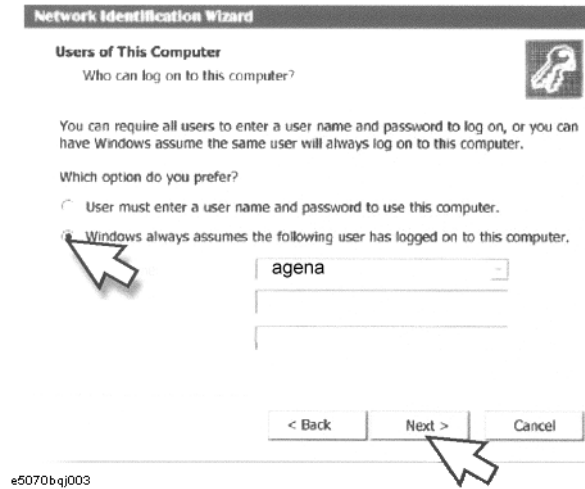 Network Identification Wizard
Users of This Computer
Who can log on to this computer?
You can require all users to enter a user name and password to log on, or you can
have Windows assume the same user will always log on to this computer.
Which option do you prefer?
User must enter a user name and password to use this computer.
Windows always assumes the following user has logged on to this computer.
agena
< Back Next > Cancel
e5070bqj003